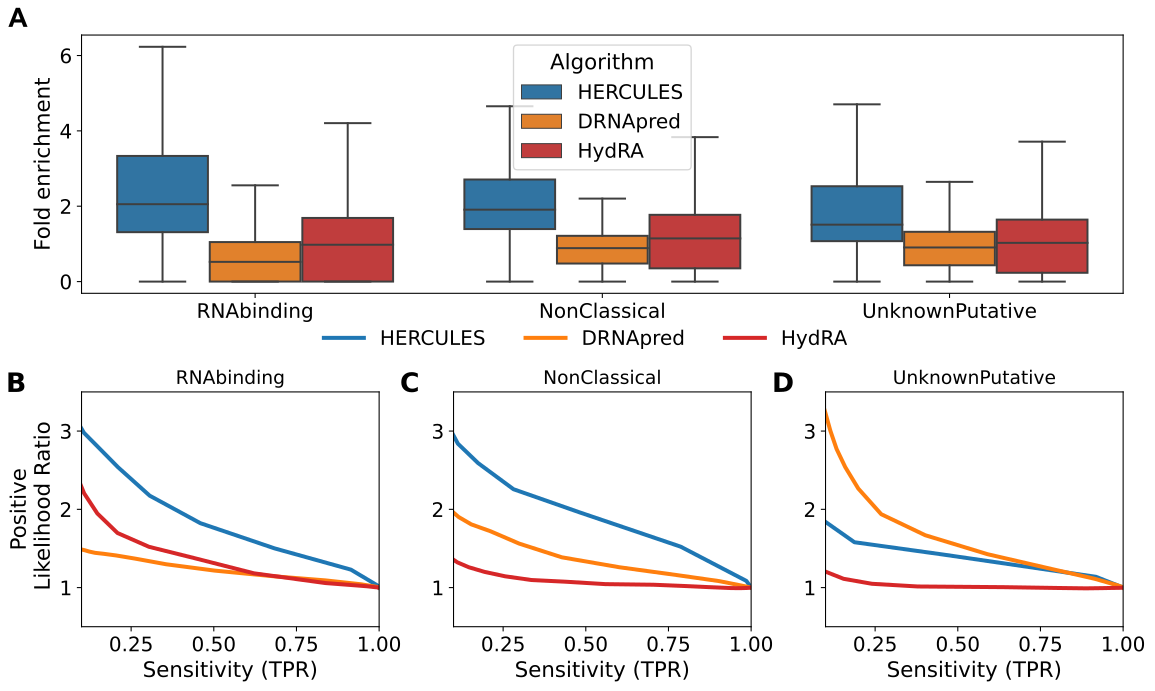 A
Fold enrichment
6
4
2
0
Algorithm
HERCULES
DRNApred
HydRA
RNAbinding
NonClassical
UnknownPutative
HERCULES
DRNApred
HydRA
B
RNAbinding
Positive
Likelihood Ratio
3
2
1
0.25
0.50
0.75
1.00
Sensitivity (TPR)
C
NonClassical
3
2
1
0.25
0.50
0.75
1.00
Sensitivity (TPR)
D
UnknownPutative
3
2
1
0.25
0.50
0.75
1.00
Sensitivity (TPR)